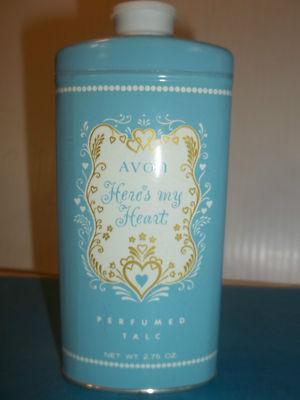 AVON
Here's my
Heart
PERFUMED
TALC
NET WT. 2.75 OZ.